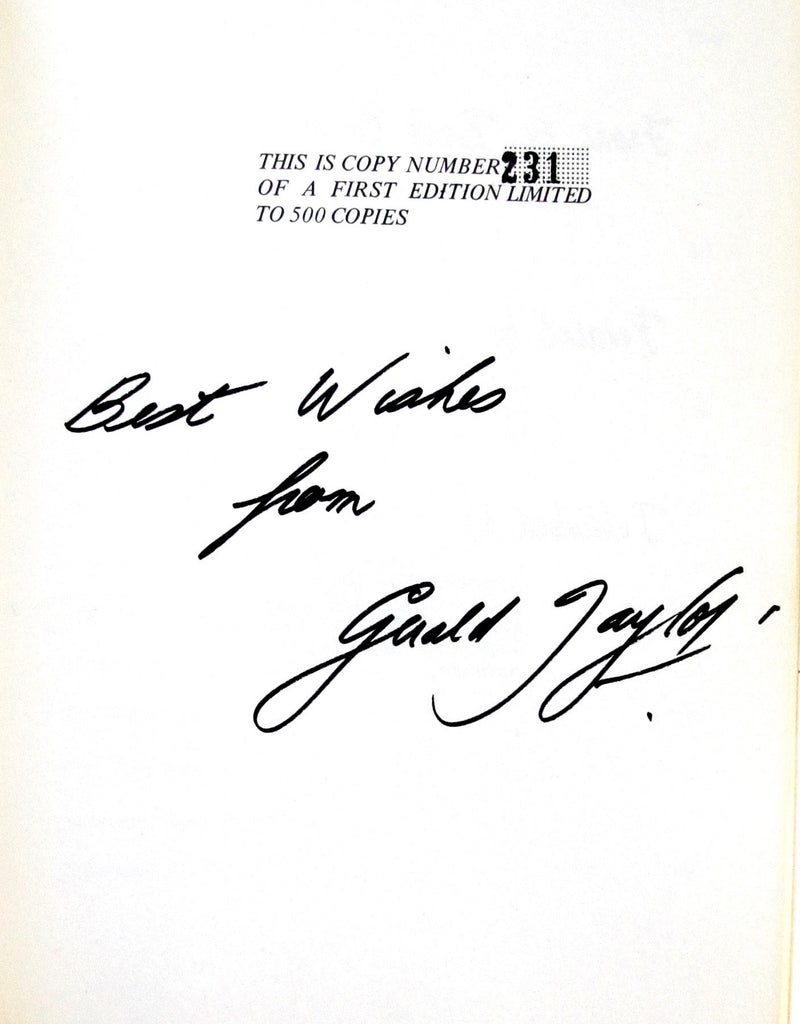 THIS IS COPY NUMBER 231
OF A FIRST EDITION LIMITED
TO 500 COPIES
Best Wishes
from
Gerald Taylor